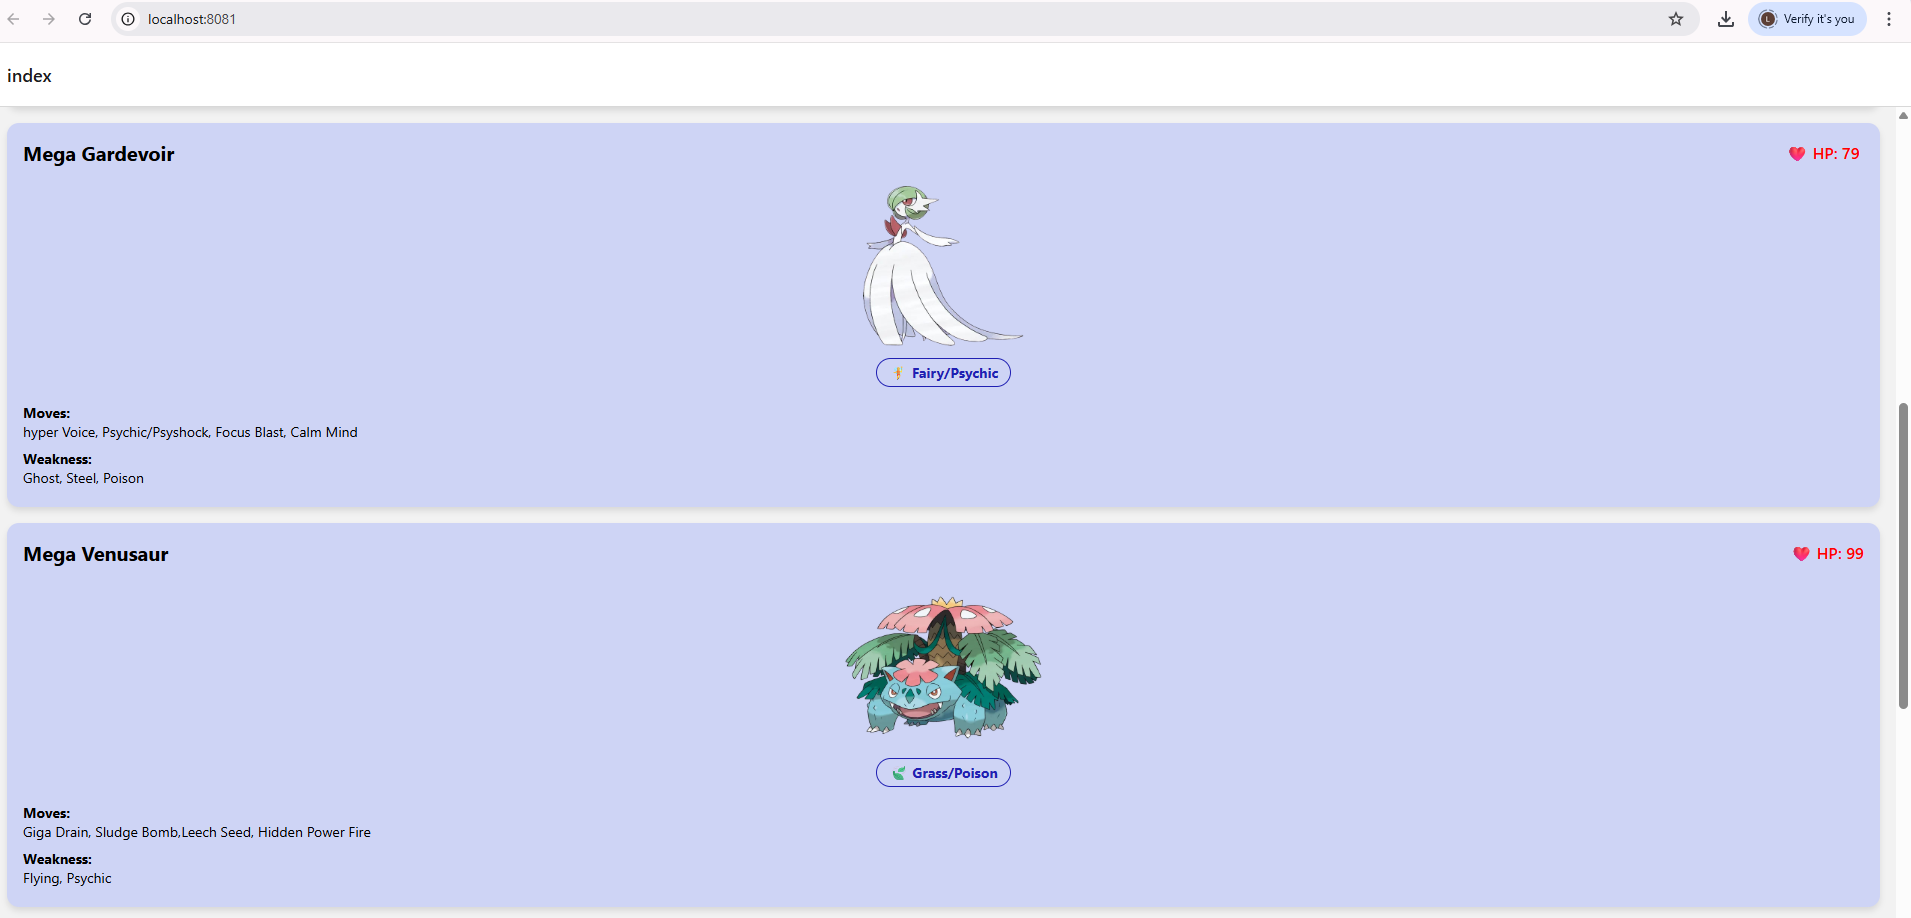 localhost:8081
L
Verify it's you
index
Mega Gardevoir
HP: 79
Fairy/Psychic
Moves:
hyper Voice, Psychic/Psyshock, Focus Blast, Calm Mind
Weakness:
Ghost, Steel, Poison
Mega Venusaur
HP: 99
Grass/Poison
Moves:
Giga Drain, Sludge Bomb,Leech Seed, Hidden Power Fire
Weakness:
Flying, Psychic